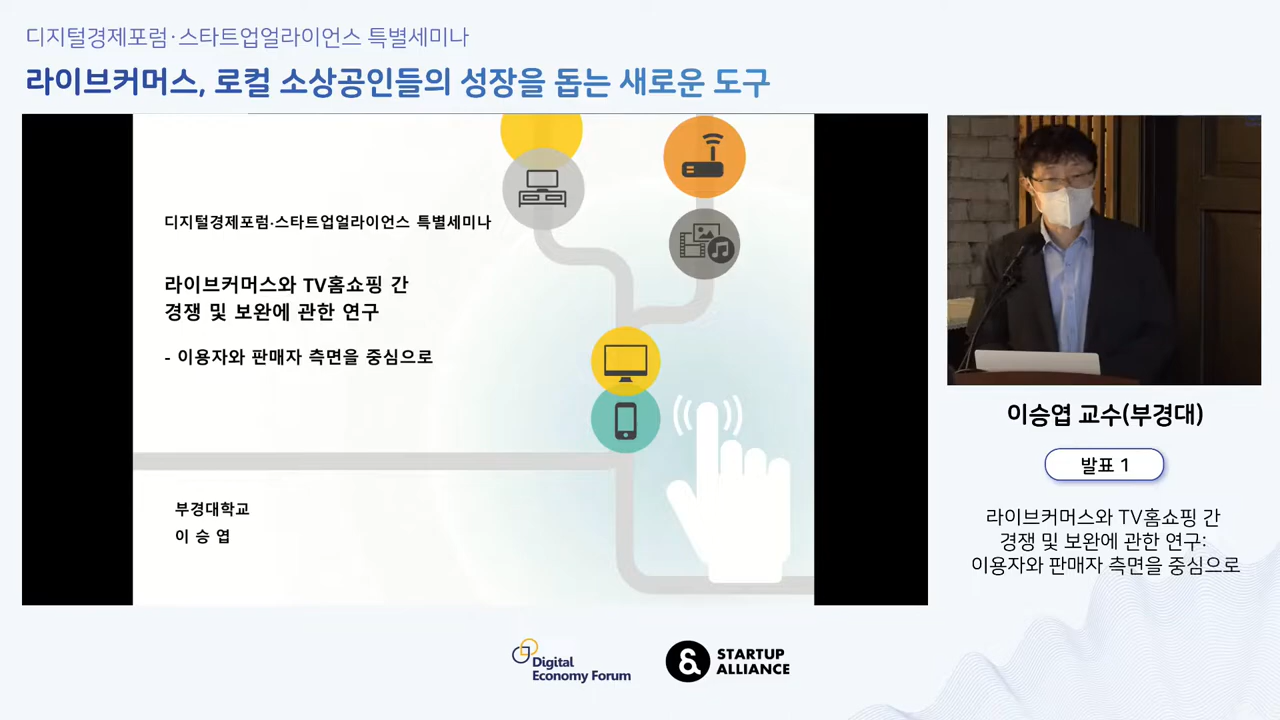 디지털경제포럼·스타트업얼라이언스 특별세미나
라이브커머스, 로컬 소상공인들의 성장을 돕는 새로운 도구
디지털경제포럼·스타트업얼라이언스 특별세미나
라이브커머스와 TV홈쇼핑 간
경쟁 및 보완에 관한 연구
- 이용자와 판매자 측면을 중심으로
부경대학교
이 승 엽
이승엽 교수(부경대)
발표 1
라이브커머스와 TV홈쇼핑 간
경쟁 및 보완에 관한 연구:
이용자와 판매자 측면을 중심으로
Digital
Economy Forum
STARTUP
ALLIANCE